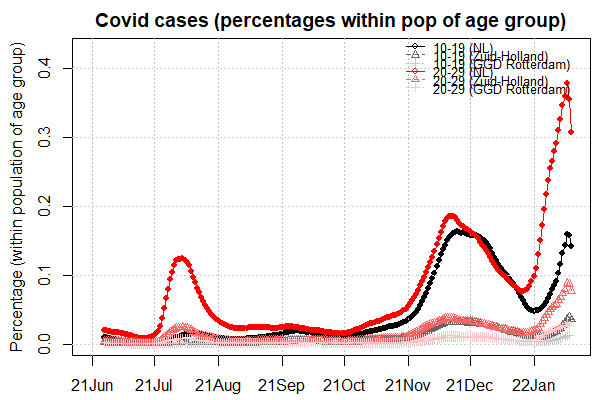 Covid cases (percentages within pop of age group)
Percentage (within population of age group)
0.4
0.3
0.2
0.1
0.0
10-19 (NL)
10-19 (Zuid-Holland)
10-19 (GGD Rotterdam)
20-29 (NL)
20-29 (Zuid-Holland)
20-29 (GGD Rotterdam)
21Jun 21Jul 21Aug 21Sep 21Oct 21Nov 21Dec 22Jan